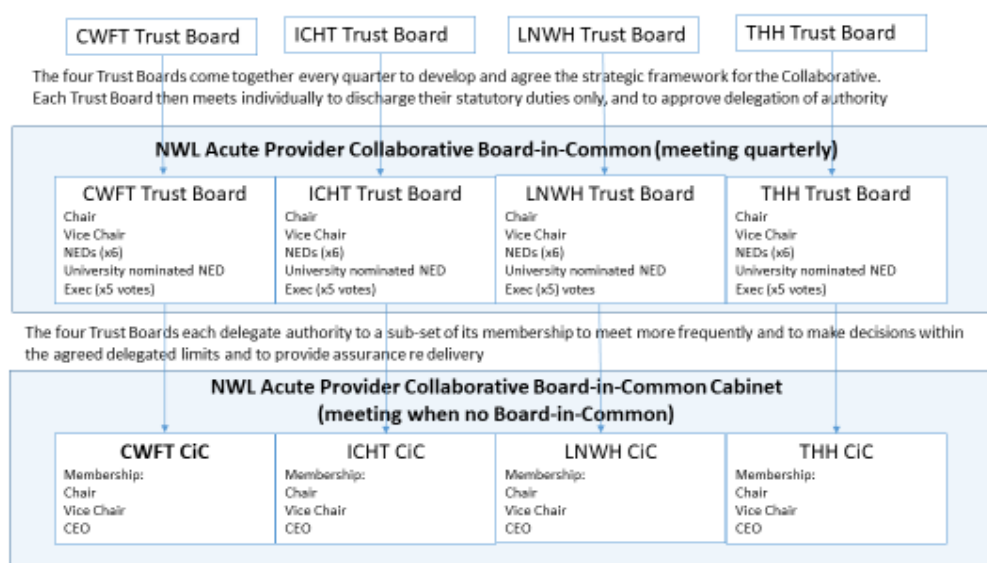 CWFT Trust Board
ICHT Trust Board
LNWH Trust Board
THH Trust Board
The four Trust Boards come together every quarter to develop and agree the strategic framework for the Collaborative.
Each Trust Board then meets individually to discharge their statutory duties only, and to approve delegation of authority
NWL Acute Provider Collaborative Board-in-Common (meeting quarterly)
CWFT Trust Board
Chair
Vice Chair
NEDs (x6)
University nominated NED
Exec (x5 votes)
ICHT Trust Board
Chair
Vice Chair
NEDs (x6)
University nominated NED
Exec (x5 votes)
LNWH Trust Board
Chair
Vice Chair
NEDs (x6)
University nominated NED
Exec (x5) votes
THH Trust Board
Chair
Vice Chair
NEDs (x6)
University nominated NED
Exec (x5 votes)
The four Trust Boards each delegate authority to a sub-set of its membership to meet more frequently and to make decisions within
the agreed delegated limits and to provide assurance re delivery
NWL Acute Provider Collaborative Board-in-Common Cabinet
(meeting when no Board-in-Common)
CWFT CiC
Membership:
Chair
Vice Chair
CEO
ICHT CiC
Membership:
Chair
Vice Chair
CEO
LNWH CiC
Membership:
Chair
Vice Chair
CEO
THH CiC
Membership:
Chair
Vice Chair
CEO